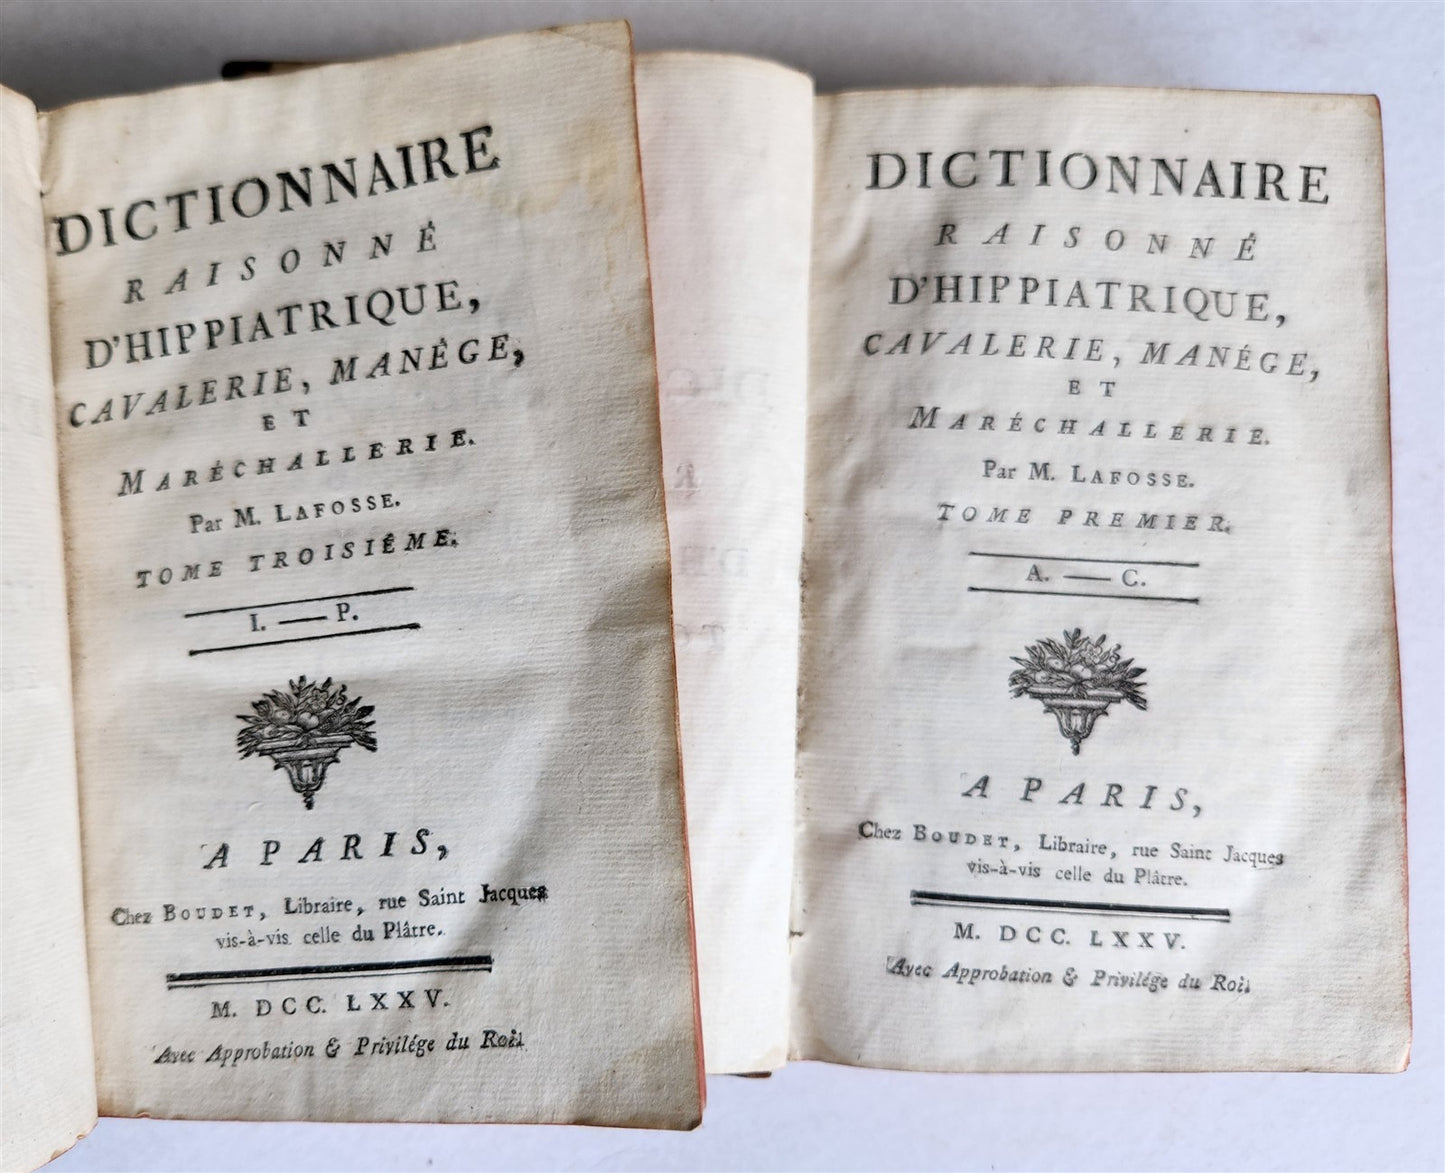 DICTIONNAIRE
RAISONNÉ
D'HIPPIATRIQUE,
CAVALERIE, MANÊGE,
ET
MARÉCHALLERIE.
Par M. LAFOSSE.
TOME TROISIÊME.
I. — P.
A PARIS,
Chez BOUDET, Libraire, rue Saint Jacques
vis-à-vis celle du Plâtre.
M. DCC. LXXV.
Avec Approbation & Privilége du Roi.
DICTIONNAIRE
RAISONNÉ
D'HIPPIATRIQUE,
CAVALERIE, MANÉGE,
ET
MARÉCHALLERIE.
Par M. LAFOSSE.
TOME PREMIER.
A. — C.
A PARIS,
Chez BOUDET, Libraire, rue Saint Jacques
vis-à-vis celle du Plâtre.
M. DCC. LXXV.
Avec Approbation & Privilége du Roi.